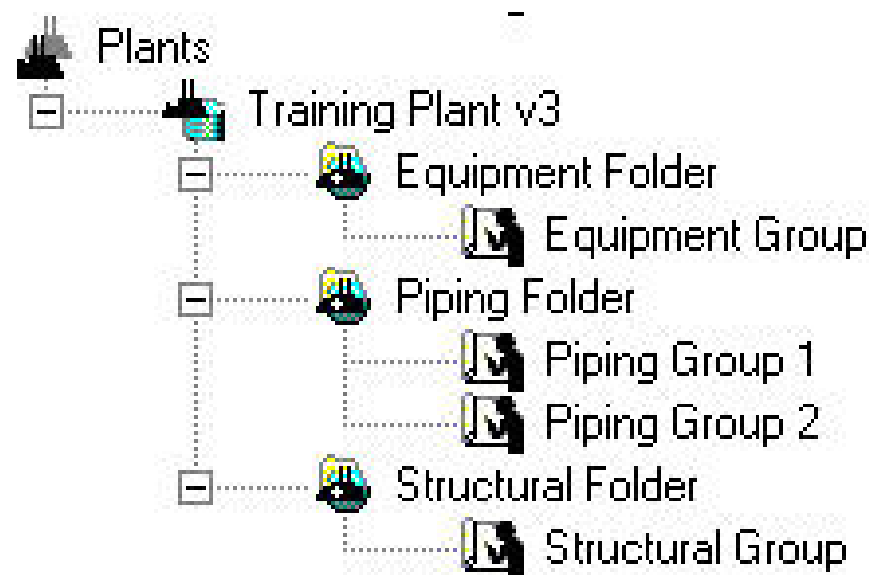 Plants
Training Plant v3
Equipment Folder
Equipment Group
Piping Folder
Piping Group 1
Piping Group 2
Structural Folder
Structural Group